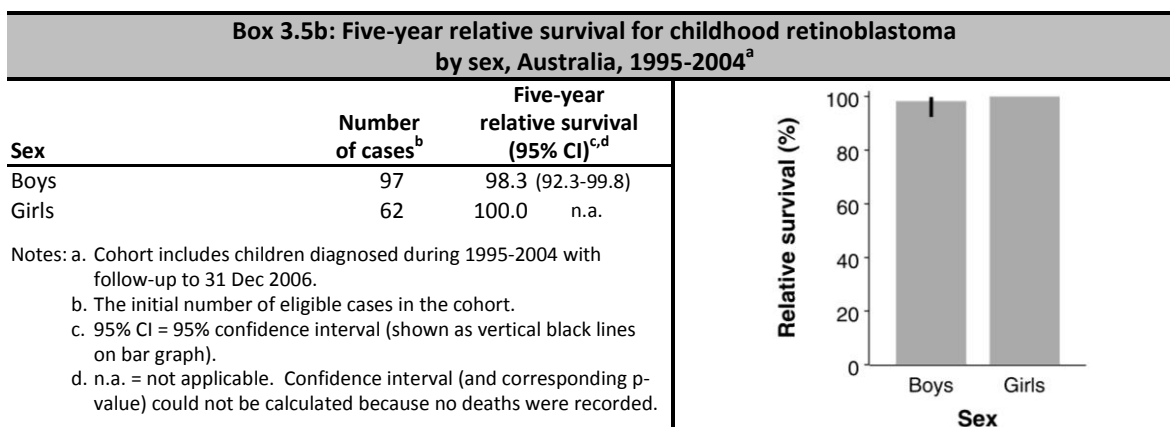 Box 3.5b: Five-year relative survival for childhood retinoblastoma
by sex, Australia, 1995-2004a
Five-year
Number relative survival
Sex of casesb (95% CI)c,d
Boys 97 98.3 (92.3-99.8)
Girls 62 100.0 n.a.
Notes: a. Cohort includes children diagnosed during 1995-2004 with
follow-up to 31 Dec 2006.
b. The initial number of eligible cases in the cohort.
c. 95% CI = 95% confidence interval (shown as vertical black lines
on bar graph).
d. n.a. = not applicable. Confidence interval (and corresponding p-
value) could not be calculated because no deaths were recorded.
Relative survival (%)
100
80
60
40
20
0
Boys Girls
Sex